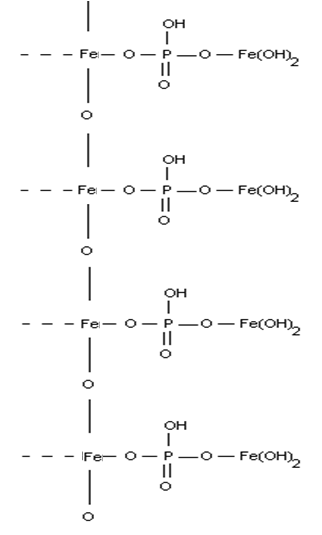 OH
- - - Fe — O — P — O — Fe(OH)2
O
O
OH
- - - Fe — O — P — O — Fe(OH)2
O
O
OH
- - - Fe — O — P — O — Fe(OH)2
O
O
OH
- - - Fe — O — P — O — Fe(OH)2
O
O